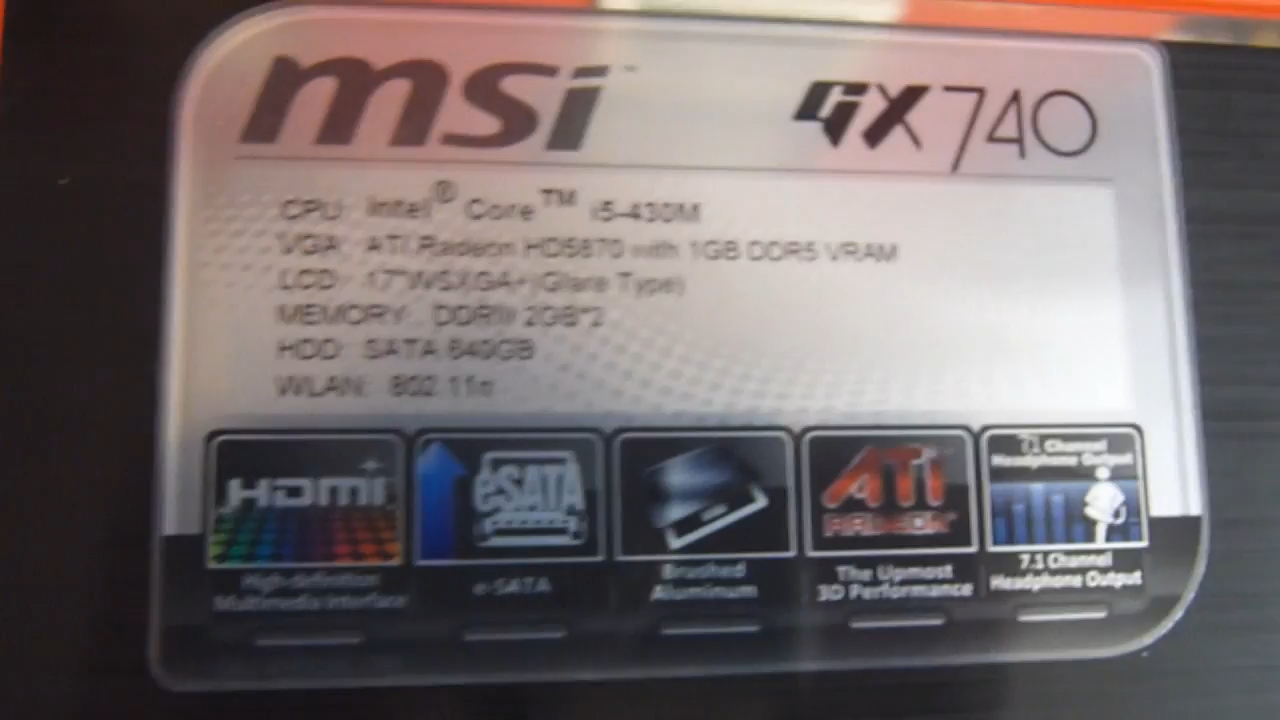 msi™ GX740
CPU: Intel® Core™ i5-430M
VGA: ATI Radeon HD5870 with 1GB DDR5 VRAM
LCD: 17"WSXGA+(Glare Type)
MEMORY: DDRIII 2GB*2
HDD: SATA 640GB
WLAN: 802.11n
HDMI
eSATA
ATI
RADEON
7.1 Channel
Headphone Output
High-definition
Multimedia Interface
e-SATA
Brushed
Aluminum
The Upmost
3D Performance
7.1 Channel
Headphone Output